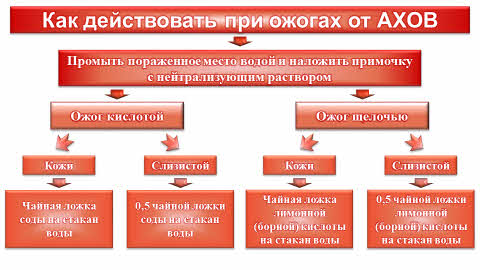 Как действовать при ожогах от АХОВ
Промыть пораженное место водой и наложить примочку
с нейтрализующим раствором
Ожог кислотой
Ожог щелочью
Кожи
Слизистой
Кожи
Слизистой
Чайная ложка
соды на стакан
воды
0,5 чайной ложки
соды на стакан
воды
Чайная ложка
лимонной
(борной) кислоты
на стакан воды
0,5 чайной ложки
лимонной
(борной) кислоты
на стакан воды